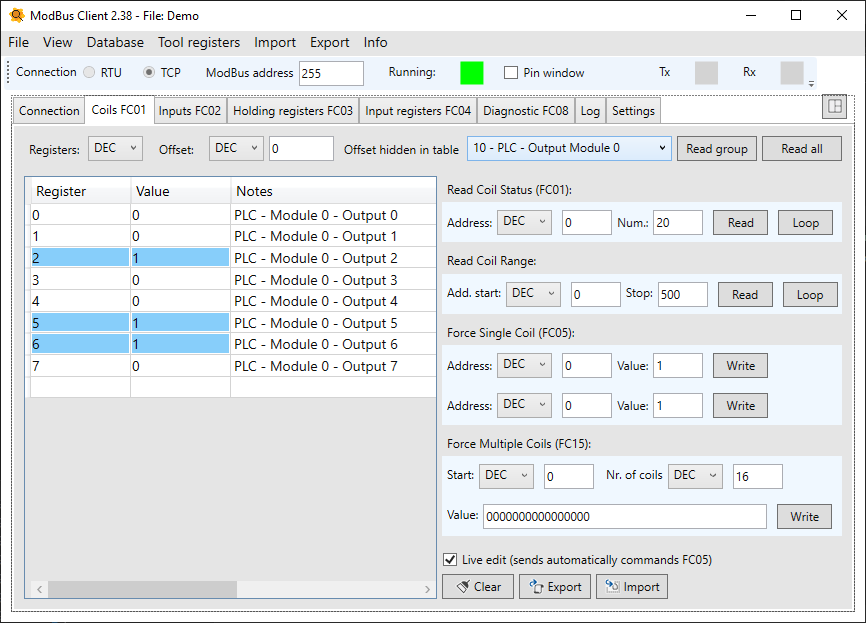 ModBus Client 2.38 - File: Demo
File View Database Tool registers Import Export Info
Connection RTU TCP ModBus address 255 Running: Pin window Tx Rx
Connection Coils FC01 Inputs FC02 Holding registers FC03 Input registers FC04 Diagnostic FC08 Log Settings
Registers: DEC Offset: DEC 0 Offset hidden in table 10 - PLC - Output Module 0 Read group Read all
Register Value Notes
0 0 PLC - Module 0 - Output 0
1 0 PLC - Module 0 - Output 1
2 1 PLC - Module 0 - Output 2
3 0 PLC - Module 0 - Output 3
4 0 PLC - Module 0 - Output 4
5 1 PLC - Module 0 - Output 5
6 1 PLC - Module 0 - Output 6
7 0 PLC - Module 0 - Output 7
Read Coil Status (FC01):
Address: DEC 0 Num.: 20 Read Loop
Read Coil Range:
Add. start: DEC 0 Stop: 500 Read Loop
Force Single Coil (FC05):
Address: DEC 0 Value: 1 Write
Address: DEC 0 Value: 1 Write
Force Multiple Coils (FC15):
Start: DEC 0 Nr. of coils DEC 16
Value: 0000000000000000 Write
Live edit (sends automatically commands FC05)
Clear Export Import